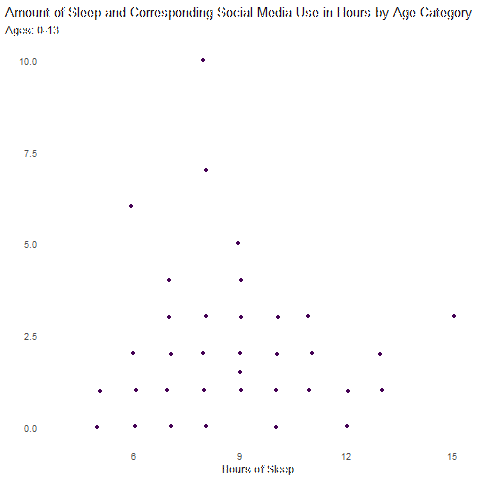 Amount of Sleep and Corresponding Social Media Use in Hours by Age Category
Ages: 0-13
10.0
7.5
5.0
2.5
0.0
6 9 12 15
Hours of Sleep